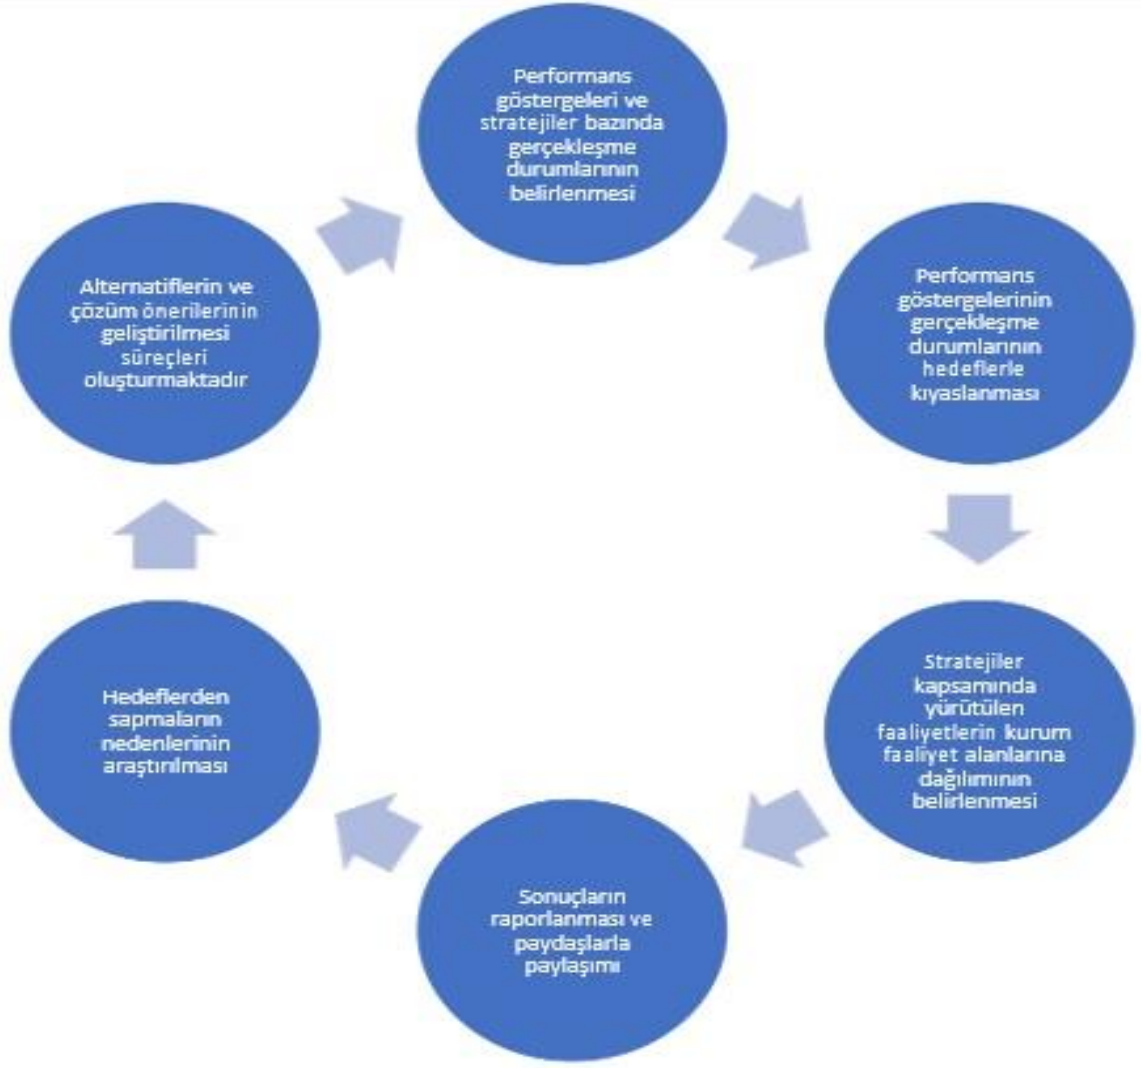 Performans
göstergeleri ve
stratejiler bazında
gerçekleşme
durumlarının
belirlenmesi
Performans
göstergelerinin
gerçekleşme
durumlarının
hedeflerle
kıyaslanması
Stratejiler
kapsamında
yürütülen
faaliyetlerin kurum
faaliyet alanlarına
dağılımının
belirlenmesi
Sonuçların
raporlanması ve
paydaşlarla
paylaşımı
Hedeflerden
sapmaların
nedenlerinin
araştırılması
Alternatiflerin ve
çözüm önerilerinin
geliştirilmesi
süreçleri
oluşturmaktadır